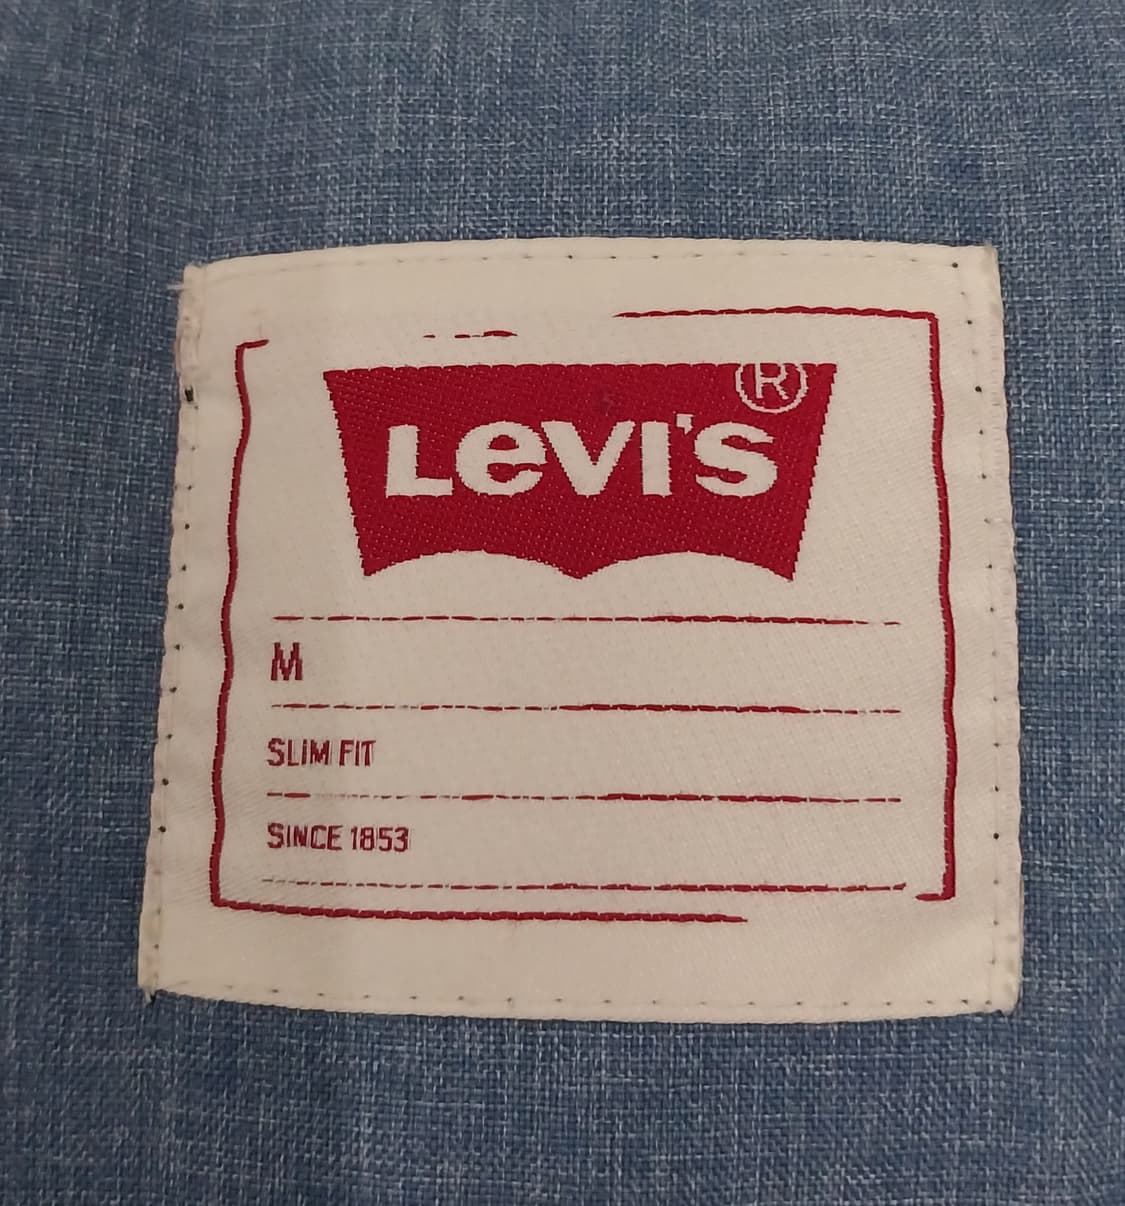 LEVI'S®
M
SLIM FIT
SINCE 1853